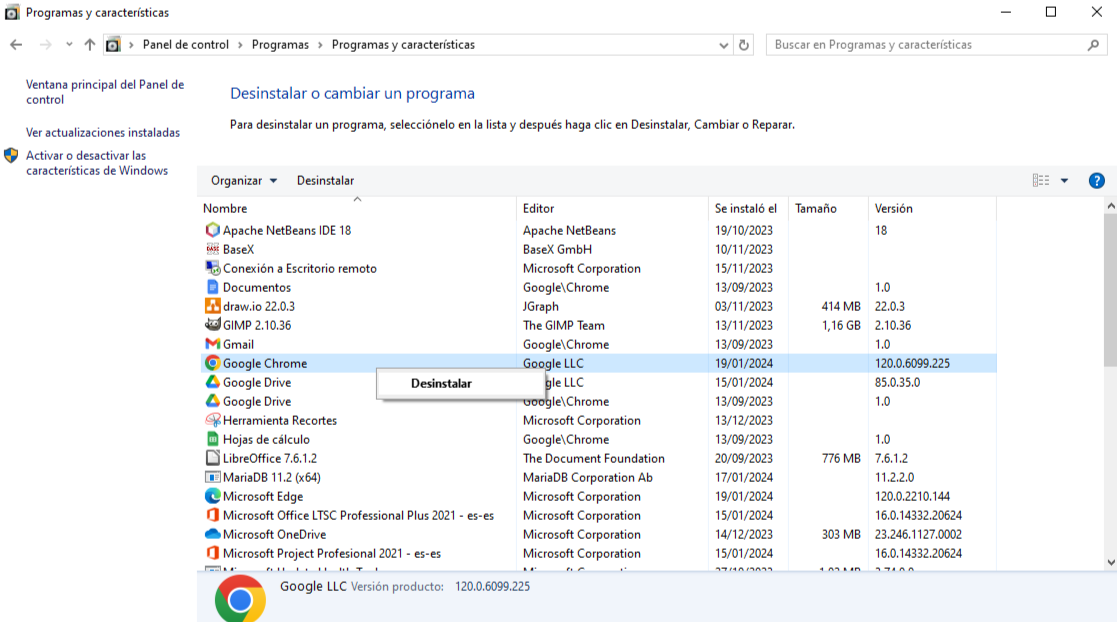 Programas y características
Panel de control > Programas > Programas y características
Buscar en Programas y características
Ventana principal del Panel de
control
Ver actualizaciones instaladas
Activar o desactivar las
características de Windows
Desinstalar o cambiar un programa
Para desinstalar un programa, selecciónelo en la lista y después haga clic en Desinstalar, Cambiar o Reparar.
Organizar Desinstalar
Nombre Editor Se instaló el Tamaño Versión
Apache NetBeans IDE 18 Apache NetBeans 19/10/2023 18
BaseX BaseX GmbH 10/11/2023
Conexión a Escritorio remoto Microsoft Corporation 15/11/2023
Documentos Google\Chrome 13/09/2023 1.0
draw.io 22.0.3 JGraph 03/11/2023 414 MB 22.0.3
GIMP 2.10.36 The GIMP Team 13/11/2023 1,16 GB 2.10.36
Gmail Google\Chrome 13/09/2023 1.0
Google Chrome Google LLC 19/01/2024 120.0.6099.225
Google Drive gle LLC 15/01/2024 85.0.35.0
Desinstalar
Google Drive Google\Chrome 13/09/2023 1.0
Herramienta Recortes Microsoft Corporation 13/12/2023
Hojas de cálculo Google\Chrome 13/09/2023 1.0
LibreOffice 7.6.1.2 The Document Foundation 20/09/2023 776 MB 7.6.1.2
MariaDB 11.2 (x64) MariaDB Corporation Ab 17/01/2024 11.2.2.0
Microsoft Edge Microsoft Corporation 19/01/2024 120.0.2210.144
Microsoft Office LTSC Professional Plus 2021 - es-es Microsoft Corporation 15/01/2024 16.0.14332.20624
Microsoft OneDrive Microsoft Corporation 14/12/2023 303 MB 23.246.1127.0002
Microsoft Project Profesional 2021 - es-es Microsoft Corporation 15/01/2024 16.0.14332.20624
Google LLC Versión producto: 120.0.6099.225